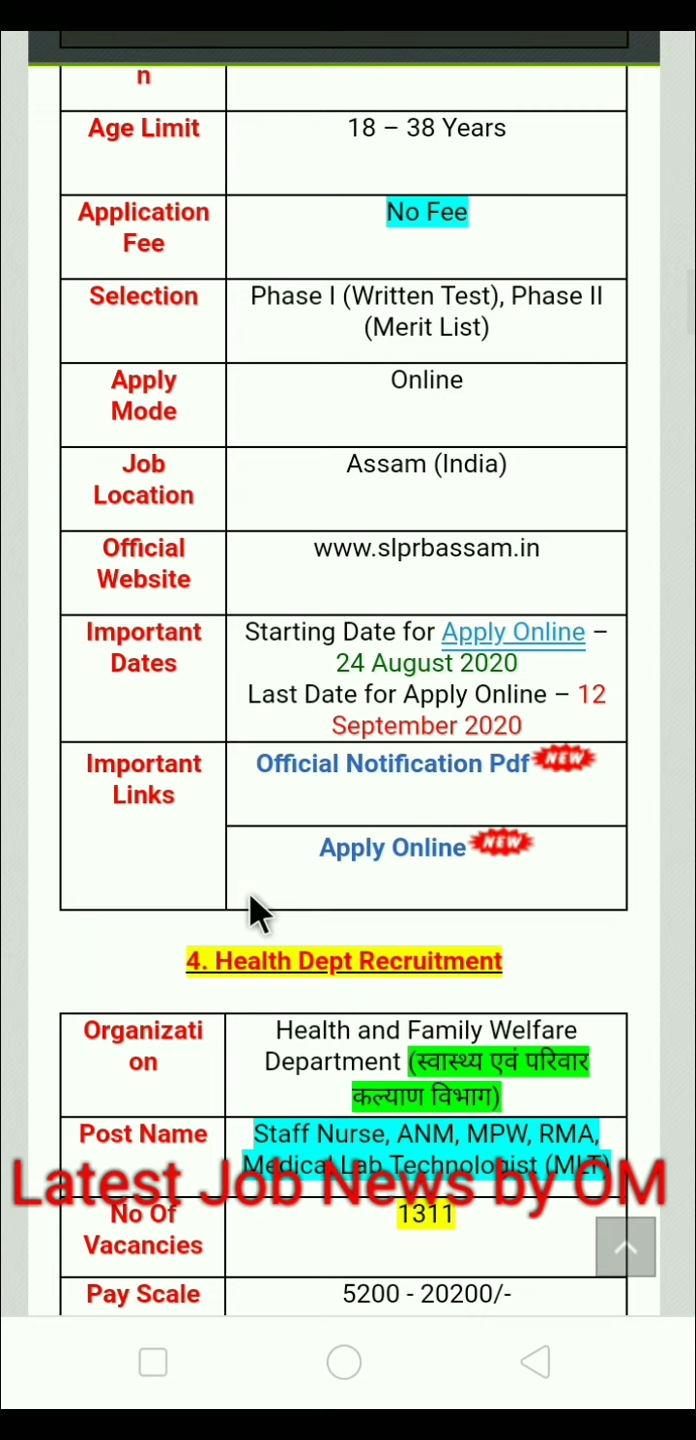 n
Age Limit
18 – 38 Years
Application
Fee
No Fee
Selection
Phase I (Written Test), Phase II
(Merit List)
Apply
Mode
Online
Job
Location
Assam (India)
Official
Website
www.slprbassam.in
Important
Dates
Starting Date for Apply Online –
24 August 2020
Last Date for Apply Online – 12
September 2020
Important
Links
Official Notification Pdf NEW
Apply Online NEW
4. Health Dept Recruitment
Organizati
on
Health and Family Welfare
Department (स्वास्थ्य एवं परिवार
कल्याण विभाग)
Post Name
Staff Nurse, ANM, MPW, RMA,
Medical Lab Technologist (MLT)
Latest Job News by OM
No Of
Vacancies
1311
Pay Scale
5200 - 20200/-